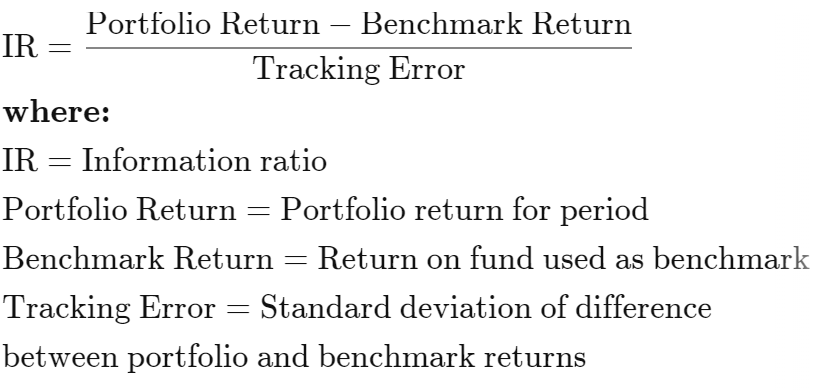 IR = Portfolio Return − Benchmark Return
Tracking Error
where:
IR = Information ratio
Portfolio Return = Portfolio return for period
Benchmark Return = Return on fund used as benchmark
Tracking Error = Standard deviation of difference
between portfolio and benchmark returns